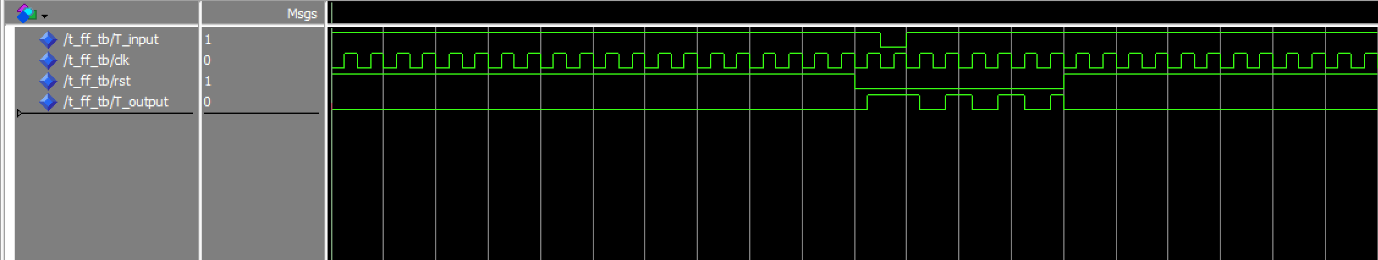 Msgs
/t_ff_tb/T_input 1
/t_ff_tb/clk 0
/t_ff_tb/rst 1
/t_ff_tb/T_output 0